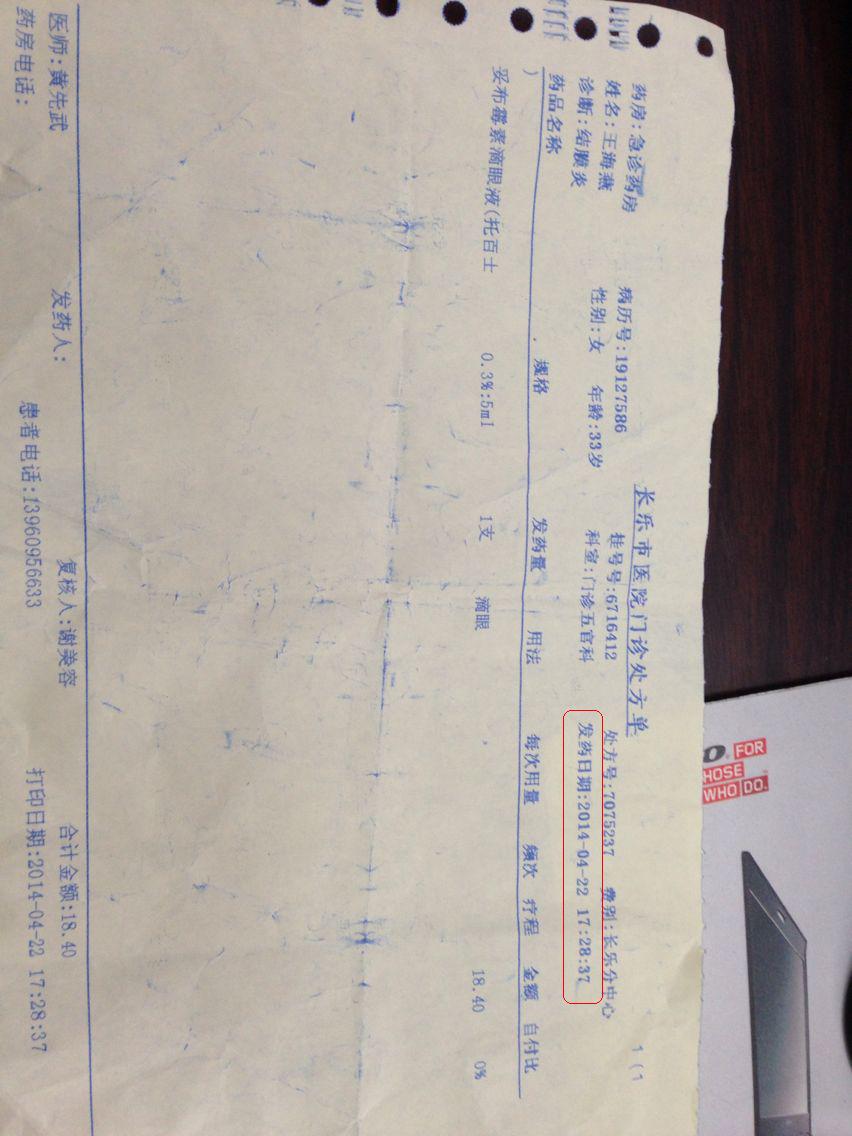 长乐市医院门诊处方单
1(1
药房:急诊药房 病历号:19127586 挂号号:6716412 处方号:7075237 费别:长乐分中心
姓名:王海燕 性别:女 年龄:33岁 科室:门诊五官科 发药日期:2014-04-22 17:28:37
诊断:结膜炎
药品名称 规格 发药量 用法 每次用量 频次 疗程 金额 自付比
妥布霉素滴眼液(托百士 0.3%:5ml 1支 滴眼 18.40 0%
)
医师:黄先武 发药人: 复核人:谢美容 合计金额:18.40
药房电话: 患者电话:13960956633 打印日期:2014-04-22 17:28:37
FOR
HOSE
WHO DO.